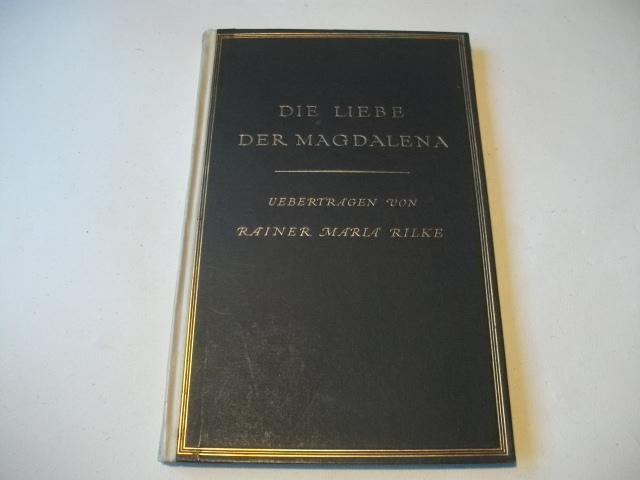 DIE LIEBE
DER MAGDALENA
UEBERTRAGEN VON
RAINER MARIA RILKE